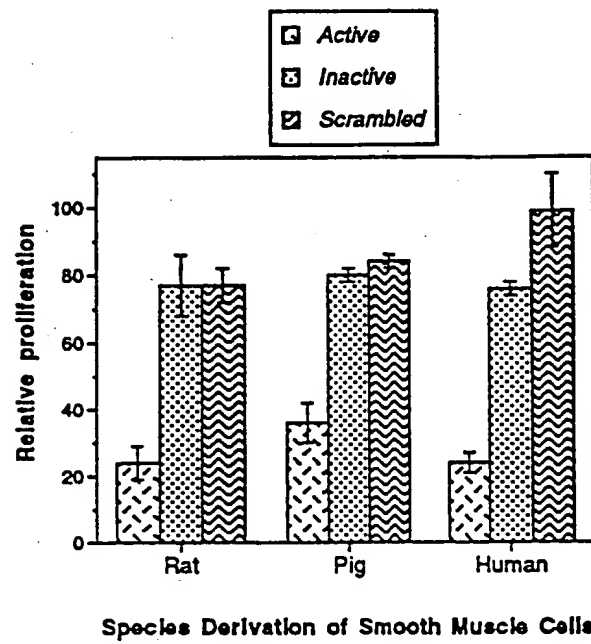 Active
Inactive
Scrambled
Relative proliferation
100
80
60
40
20
0
Rat Pig Human
Species Derivation of Smooth Muscle Cells